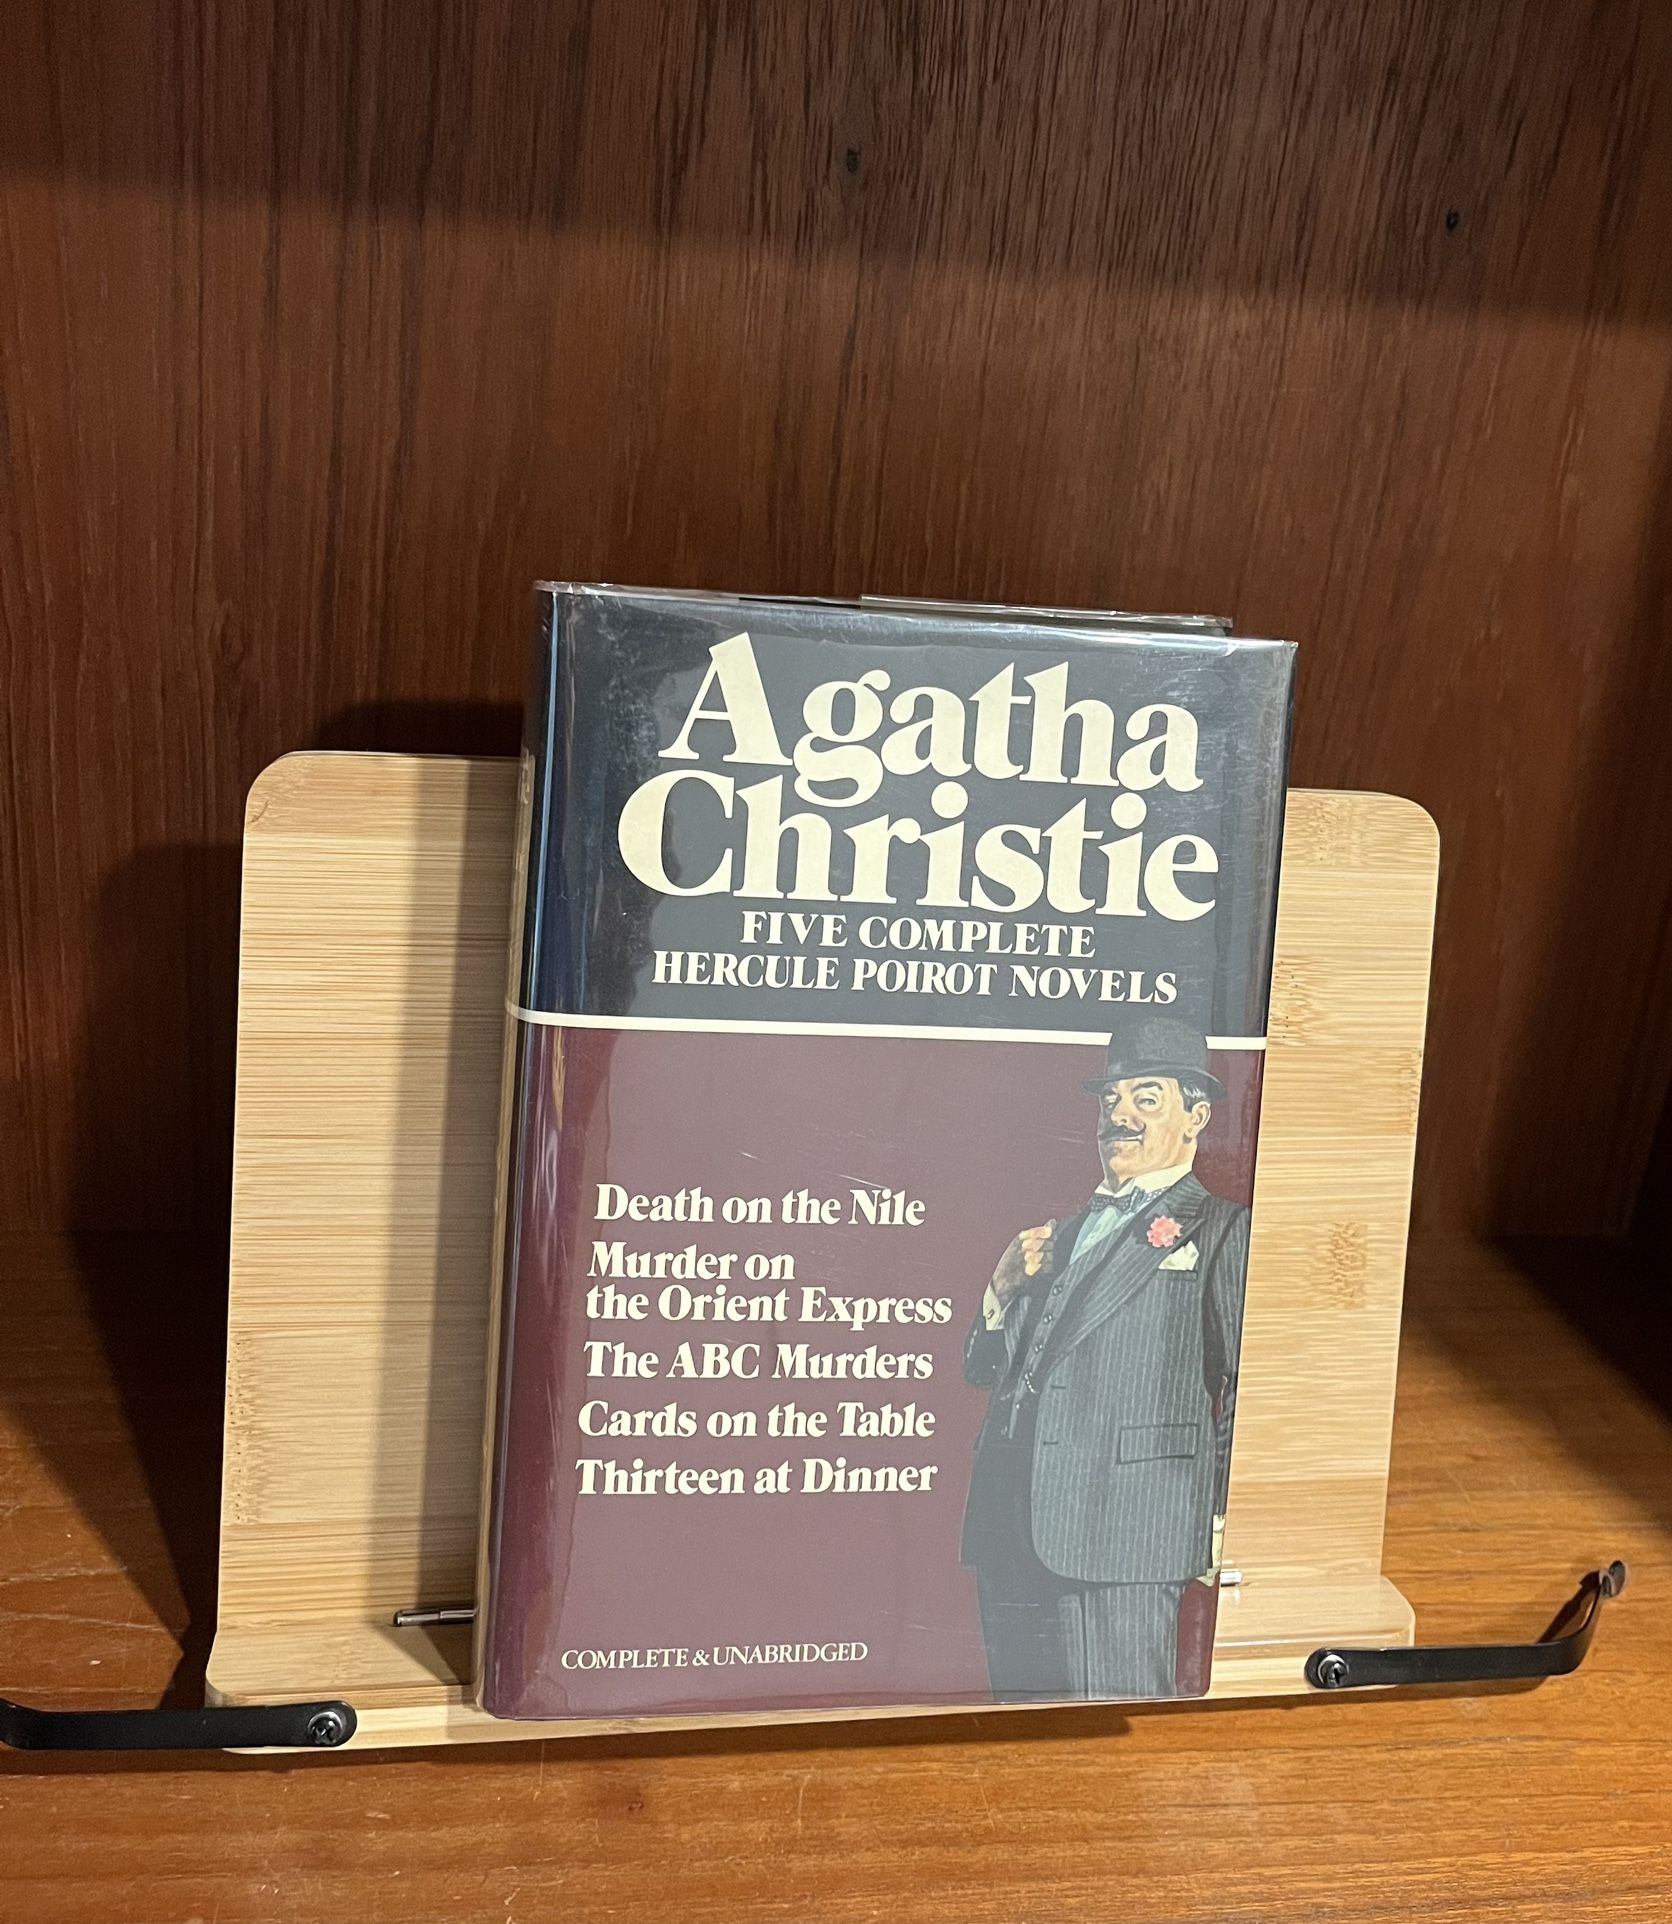 Agatha
Christie
FIVE COMPLETE
HERCULE POIROT NOVELS
Death on the Nile
Murder on
the Orient Express
The ABC Murders
Cards on the Table
Thirteen at Dinner
COMPLETE & UNABRIDGED